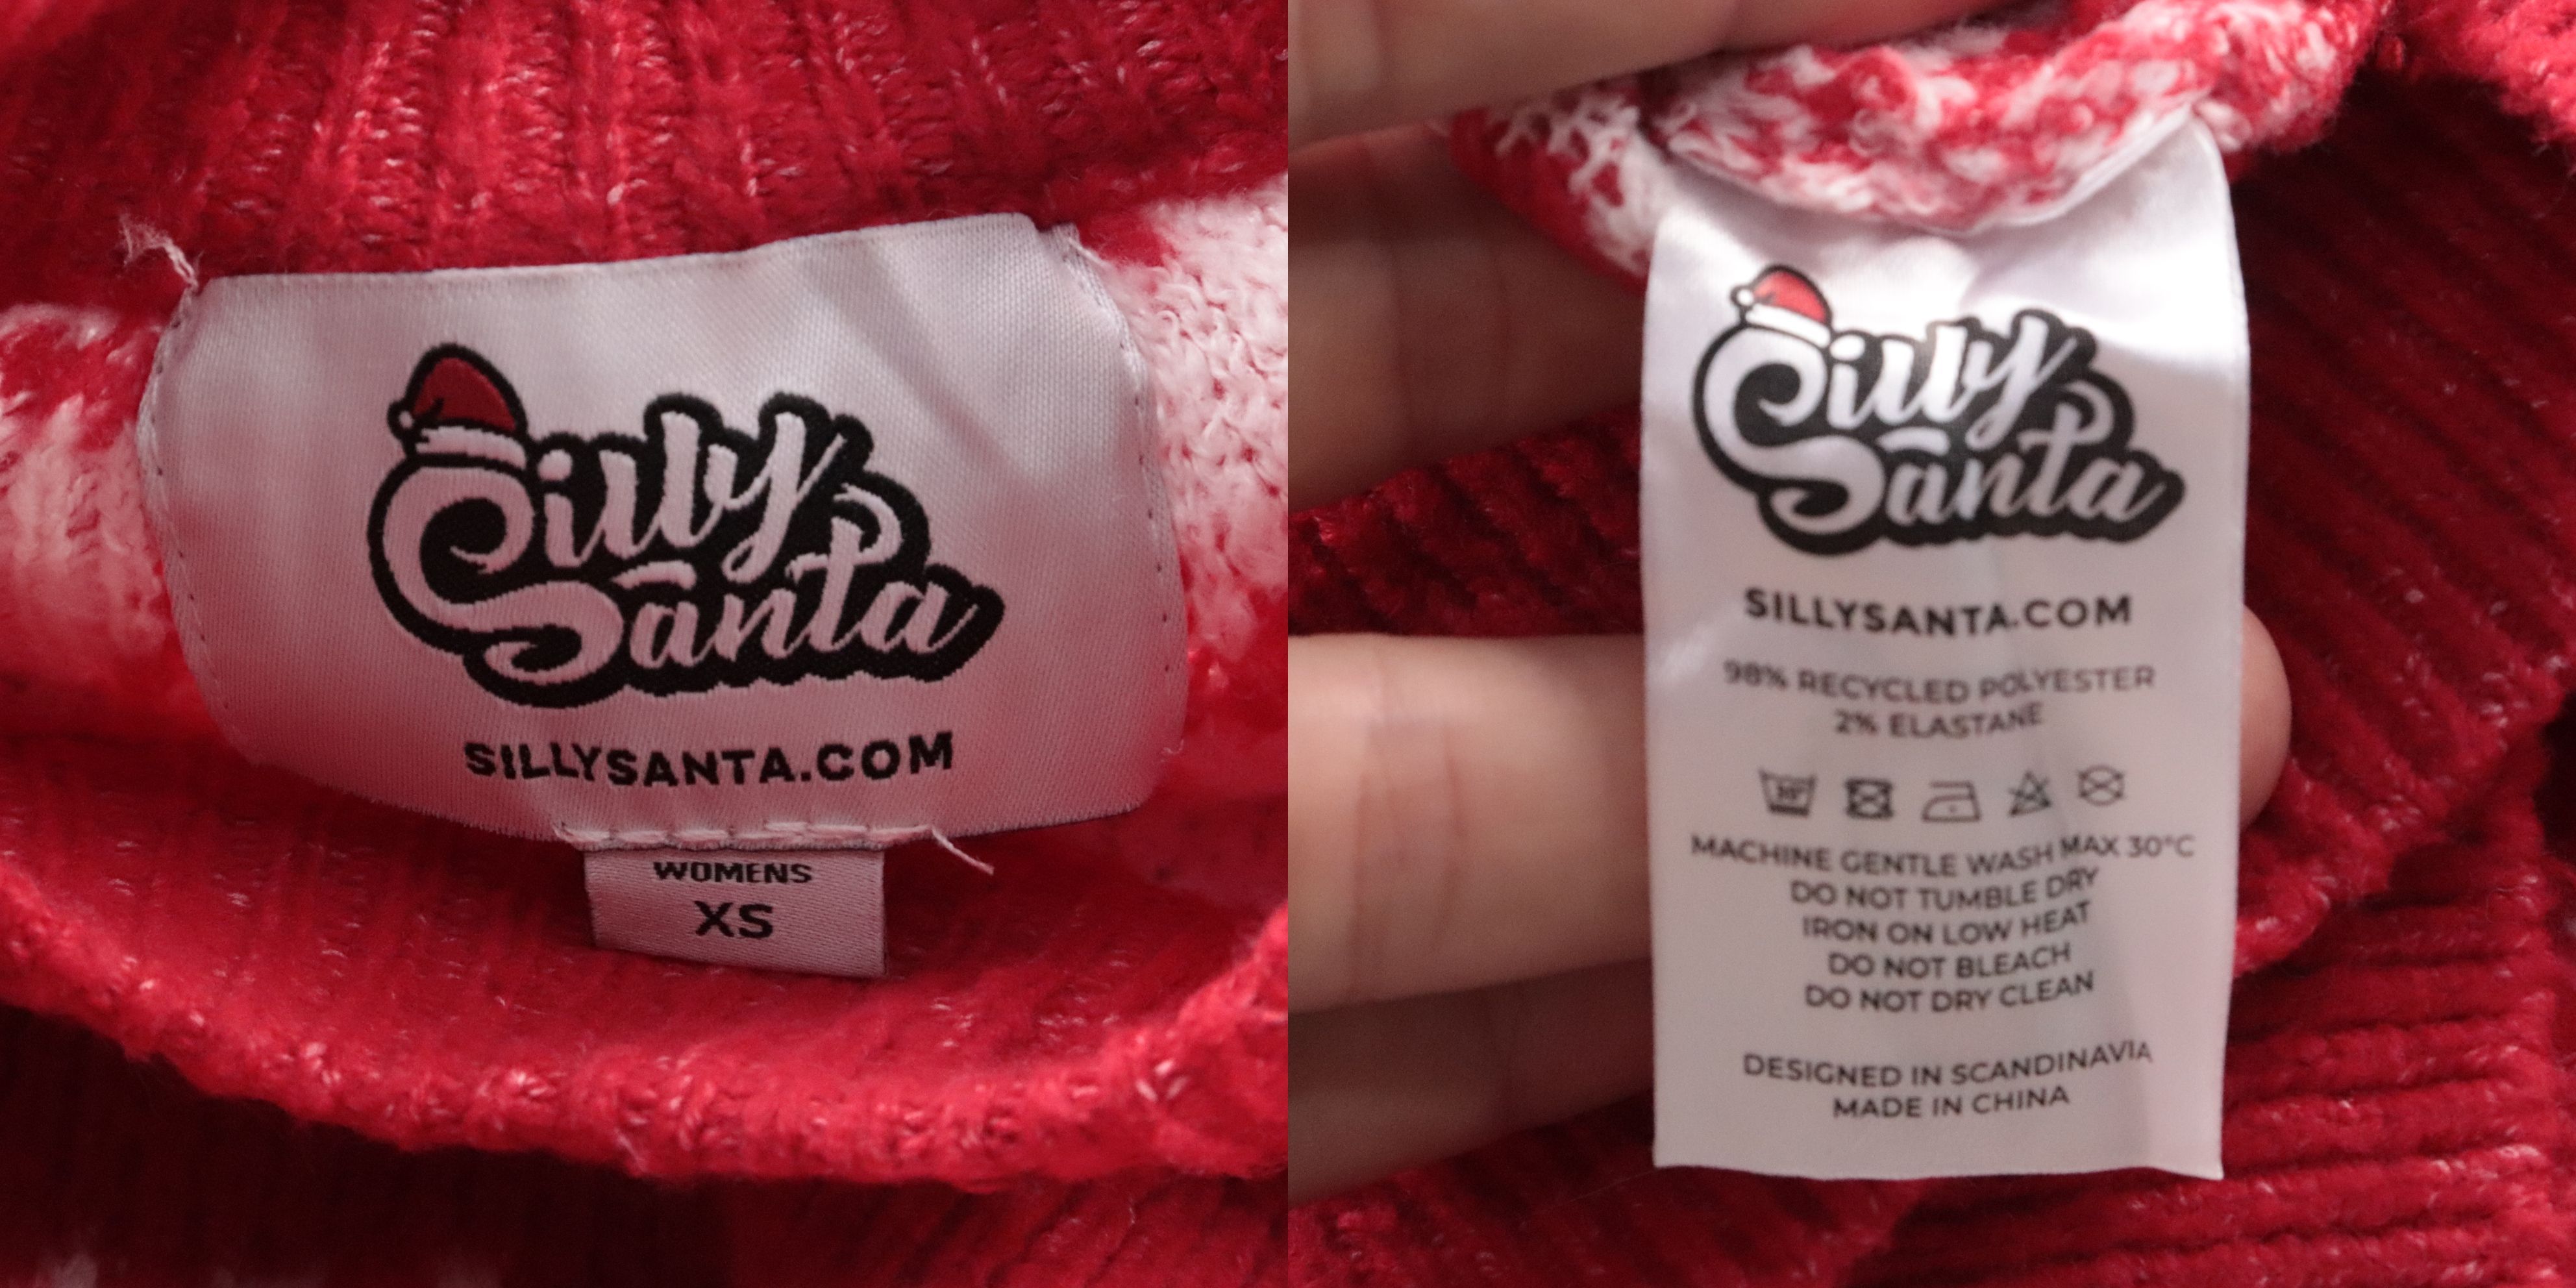 Silly
Santa
SILLYSANTA.COM
WOMENS
XS
Silly
Santa
SILLYSANTA.COM
98% RECYCLED POLYESTER
2% ELASTANE
30°
MACHINE GENTLE WASH MAX 30°C
DO NOT TUMBLE DRY
IRON ON LOW HEAT
DO NOT BLEACH
DO NOT DRY CLEAN
DESIGNED IN SCANDINAVIA
MADE IN CHINA